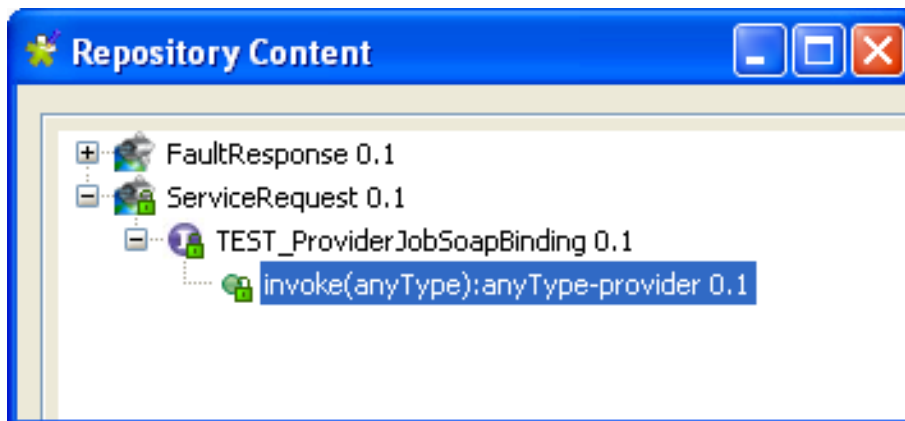 Repository Content
FaultResponse 0.1
ServiceRequest 0.1
TEST_ProviderJobSoapBinding 0.1
invoke(anyType):anyType-provider 0.1